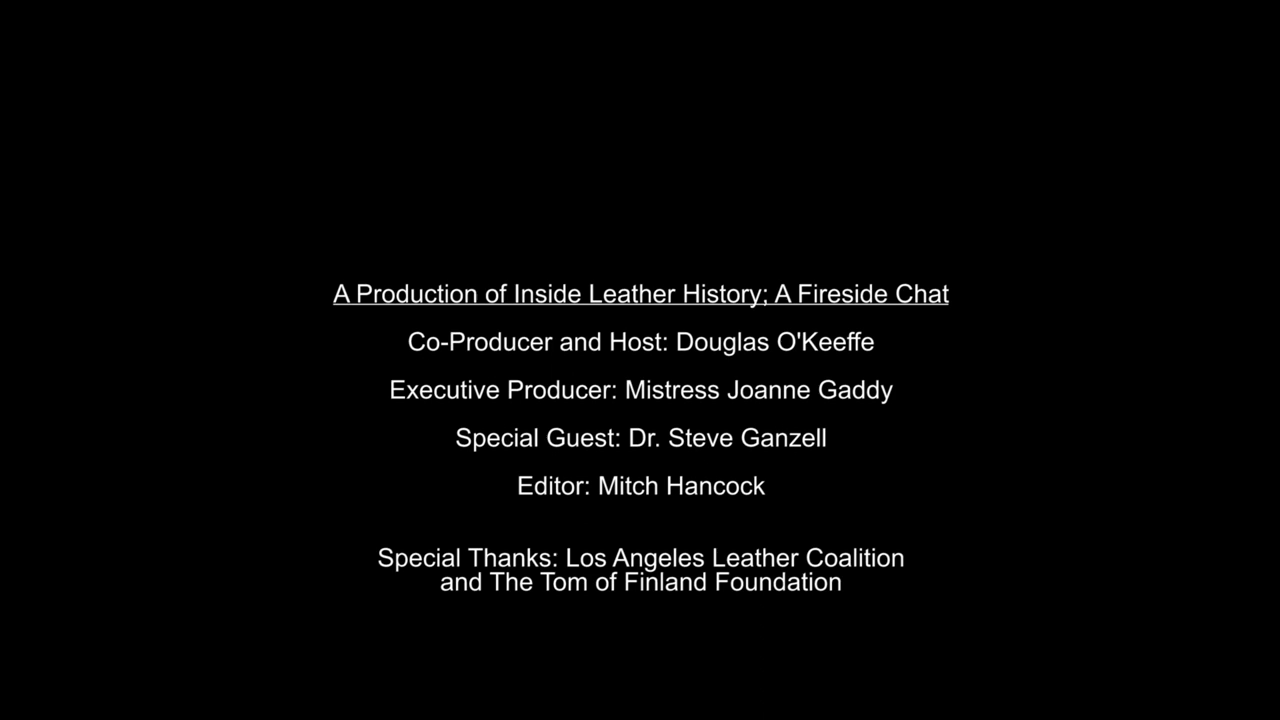 A Production of Inside Leather History; A Fireside Chat
Co-Producer and Host: Douglas O'Keeffe
Executive Producer: Mistress Joanne Gaddy
Special Guest: Dr. Steve Ganzell
Editor: Mitch Hancock
Special Thanks: Los Angeles Leather Coalition
and The Tom of Finland Foundation